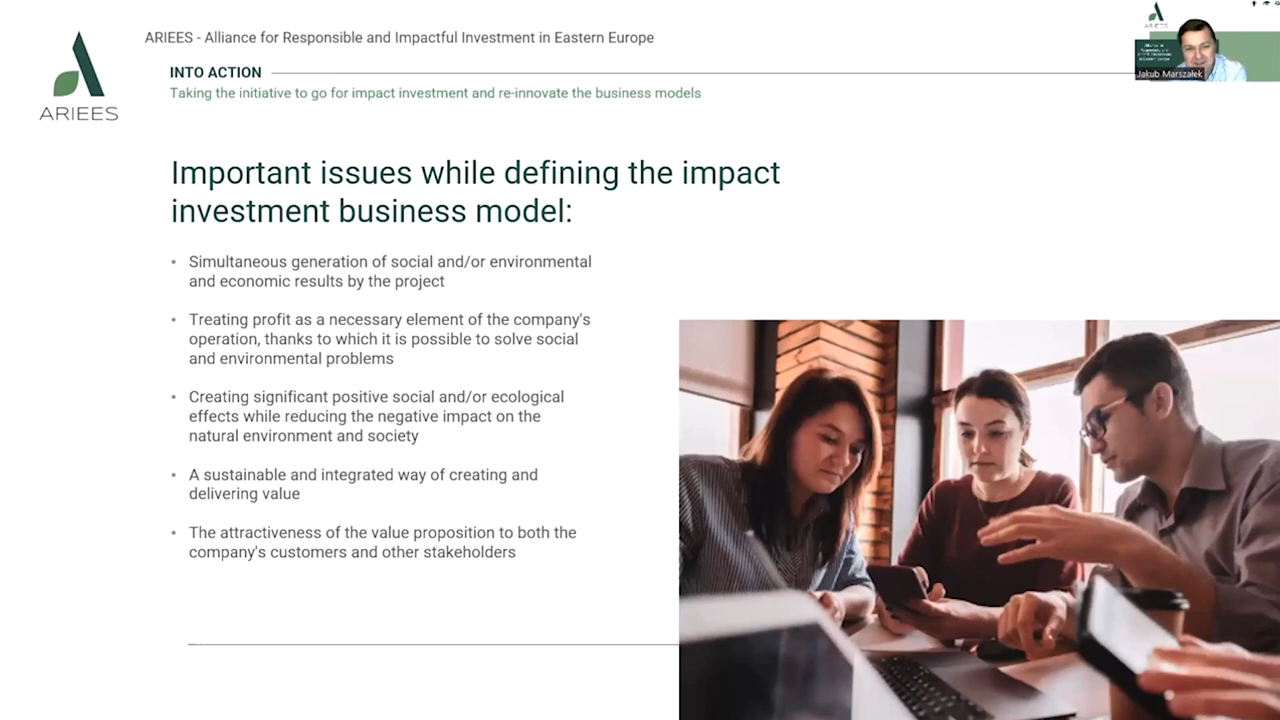 ARIEES - Alliance for Responsible and Impactful Investment in Eastern Europe
INTO ACTION
Taking the initiative to go for impact investment and re-innovate the business models
ARIEES
Jakub Marszałek
Important issues while defining the impact
investment business model:
• Simultaneous generation of social and/or environmental
and economic results by the project
• Treating profit as a necessary element of the company's
operation, thanks to which it is possible to solve social
and environmental problems
• Creating significant positive social and/or ecological
effects while reducing the negative impact on the
natural environment and society
• A sustainable and integrated way of creating and
delivering value
• The attractiveness of the value proposition to both the
company's customers and other stakeholders